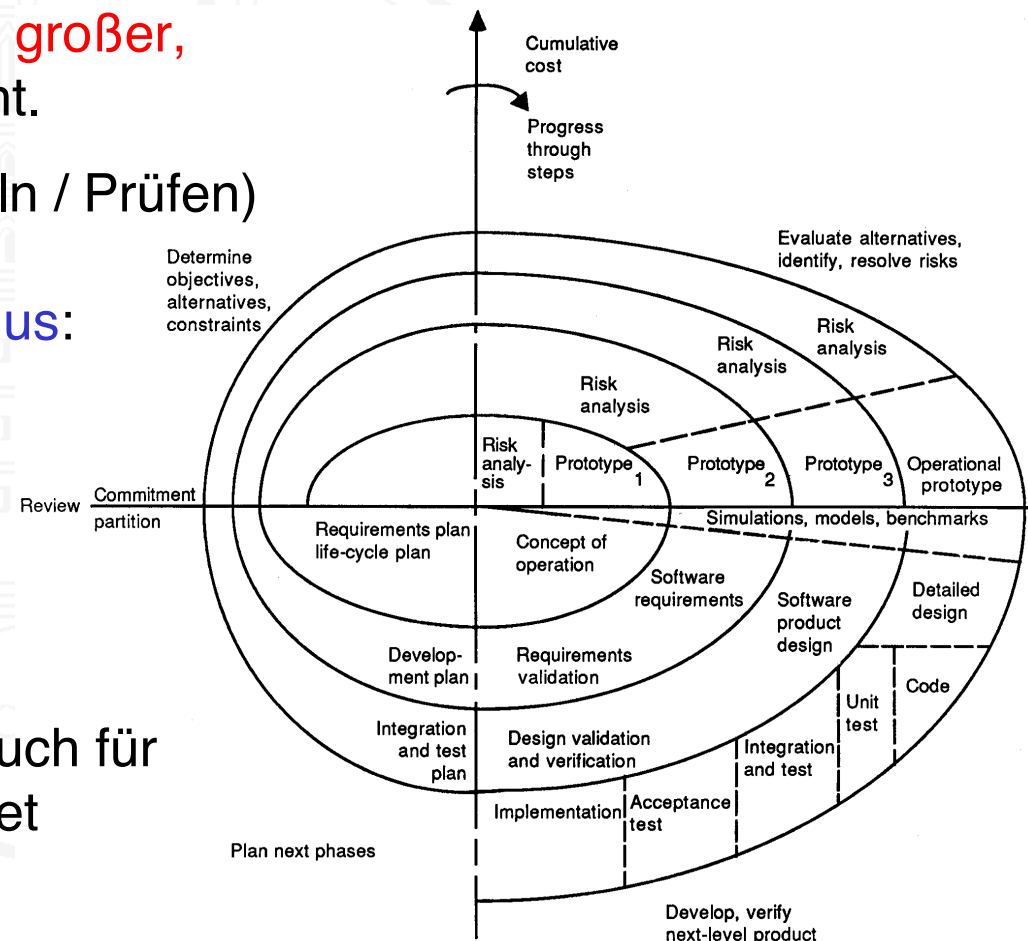 großer,
nt.
ln / Prüfen)
us:
uch für
et
Cumulative
cost
Progress
through
steps
Evaluate alternatives,
identify, resolve risks
Determine
objectives,
alternatives,
constraints
Risk
analysis
Risk
analysis
Risk
analysis
Risk
analy-
sis
Prototype 1
Prototype 2
Prototype 3
Operational
prototype
Review
Commitment
partition
Simulations, models, benchmarks
Requirements plan
life-cycle plan
Concept of
operation
Software
requirements
Software
product
design
Detailed
design
Develop-
ment plan
Requirements
validation
Unit
test
Code
Integration
and test
plan
Design validation
and verification
Integration
and test
Implementation
Acceptance
test
Plan next phases
Develop, verify
next-level product